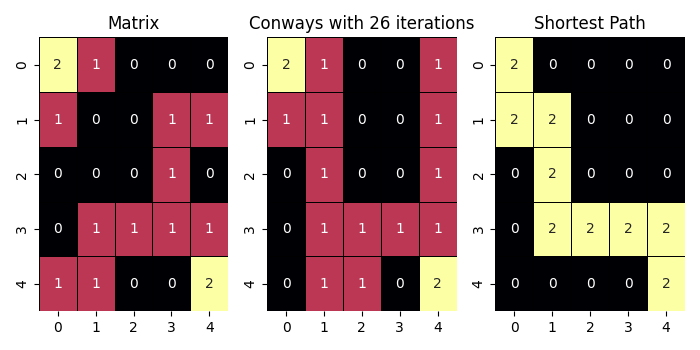 Matrix Conways with 26 iterations Shortest Path
0 2 1 0 0 0 0 2 1 0 0 1 0 2 0 0 0 0
1 1 0 0 1 1 1 1 1 0 0 1 1 2 2 0 0 0
2 0 0 0 1 0 2 0 1 0 0 1 2 0 2 0 0 0
3 0 1 1 1 1 3 0 1 1 1 1 3 0 2 2 2 2
4 1 1 0 0 2 4 0 1 1 0 2 4 0 0 0 0 2
0 1 2 3 4 0 1 2 3 4 0 1 2 3 4